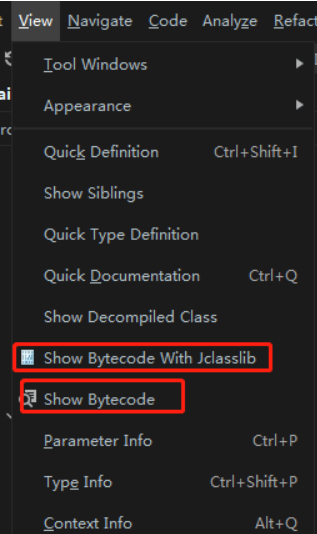 View Navigate Code Analyze Refact
Tool Windows
Appearance
Quick Definition Ctrl+Shift+I
Show Siblings
Quick Type Definition
Quick Documentation Ctrl+Q
Show Decompiled Class
Show Bytecode With Jclasslib
Show Bytecode
Parameter Info Ctrl+P
Type Info Ctrl+Shift+P
Context Info Alt+Q